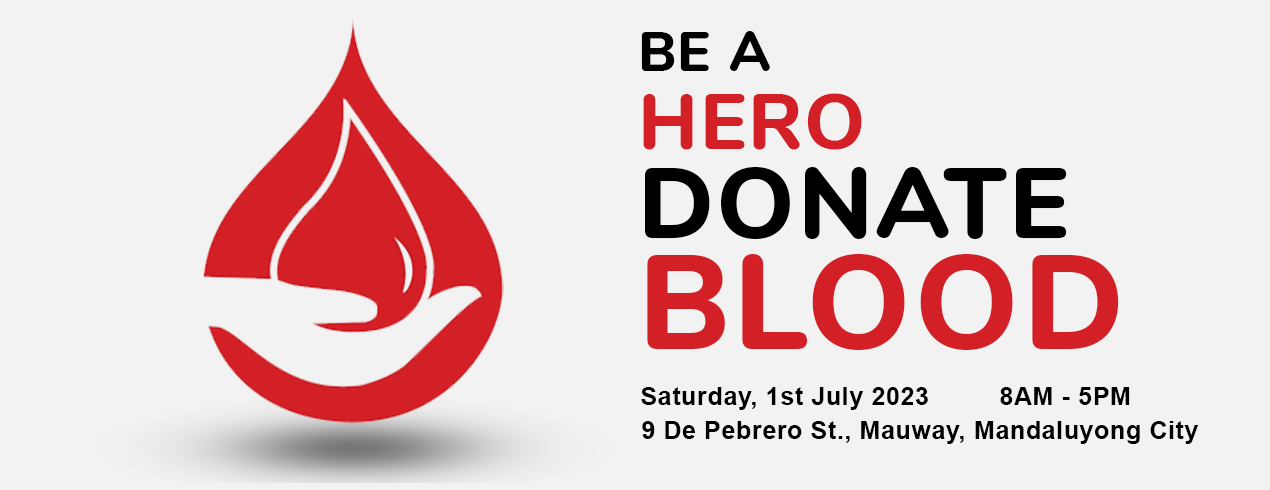 BE A
HERO
DONATE
BLOOD
Saturday, 1st July 2023 8AM - 5PM
9 De Pebrero St., Mauway, Mandaluyong City